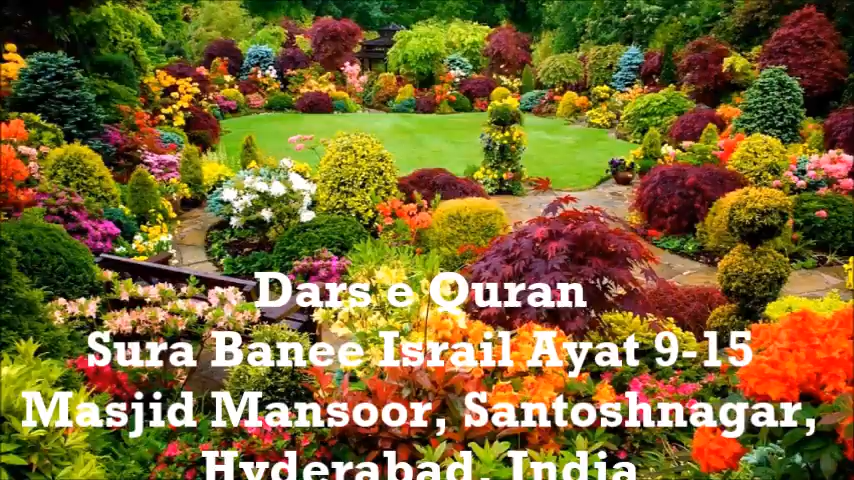 Dars e Quran
Sura Banee Israil Ayat 9-15
Masjid Mansoor, Santoshnagar,
Hyderabad, India